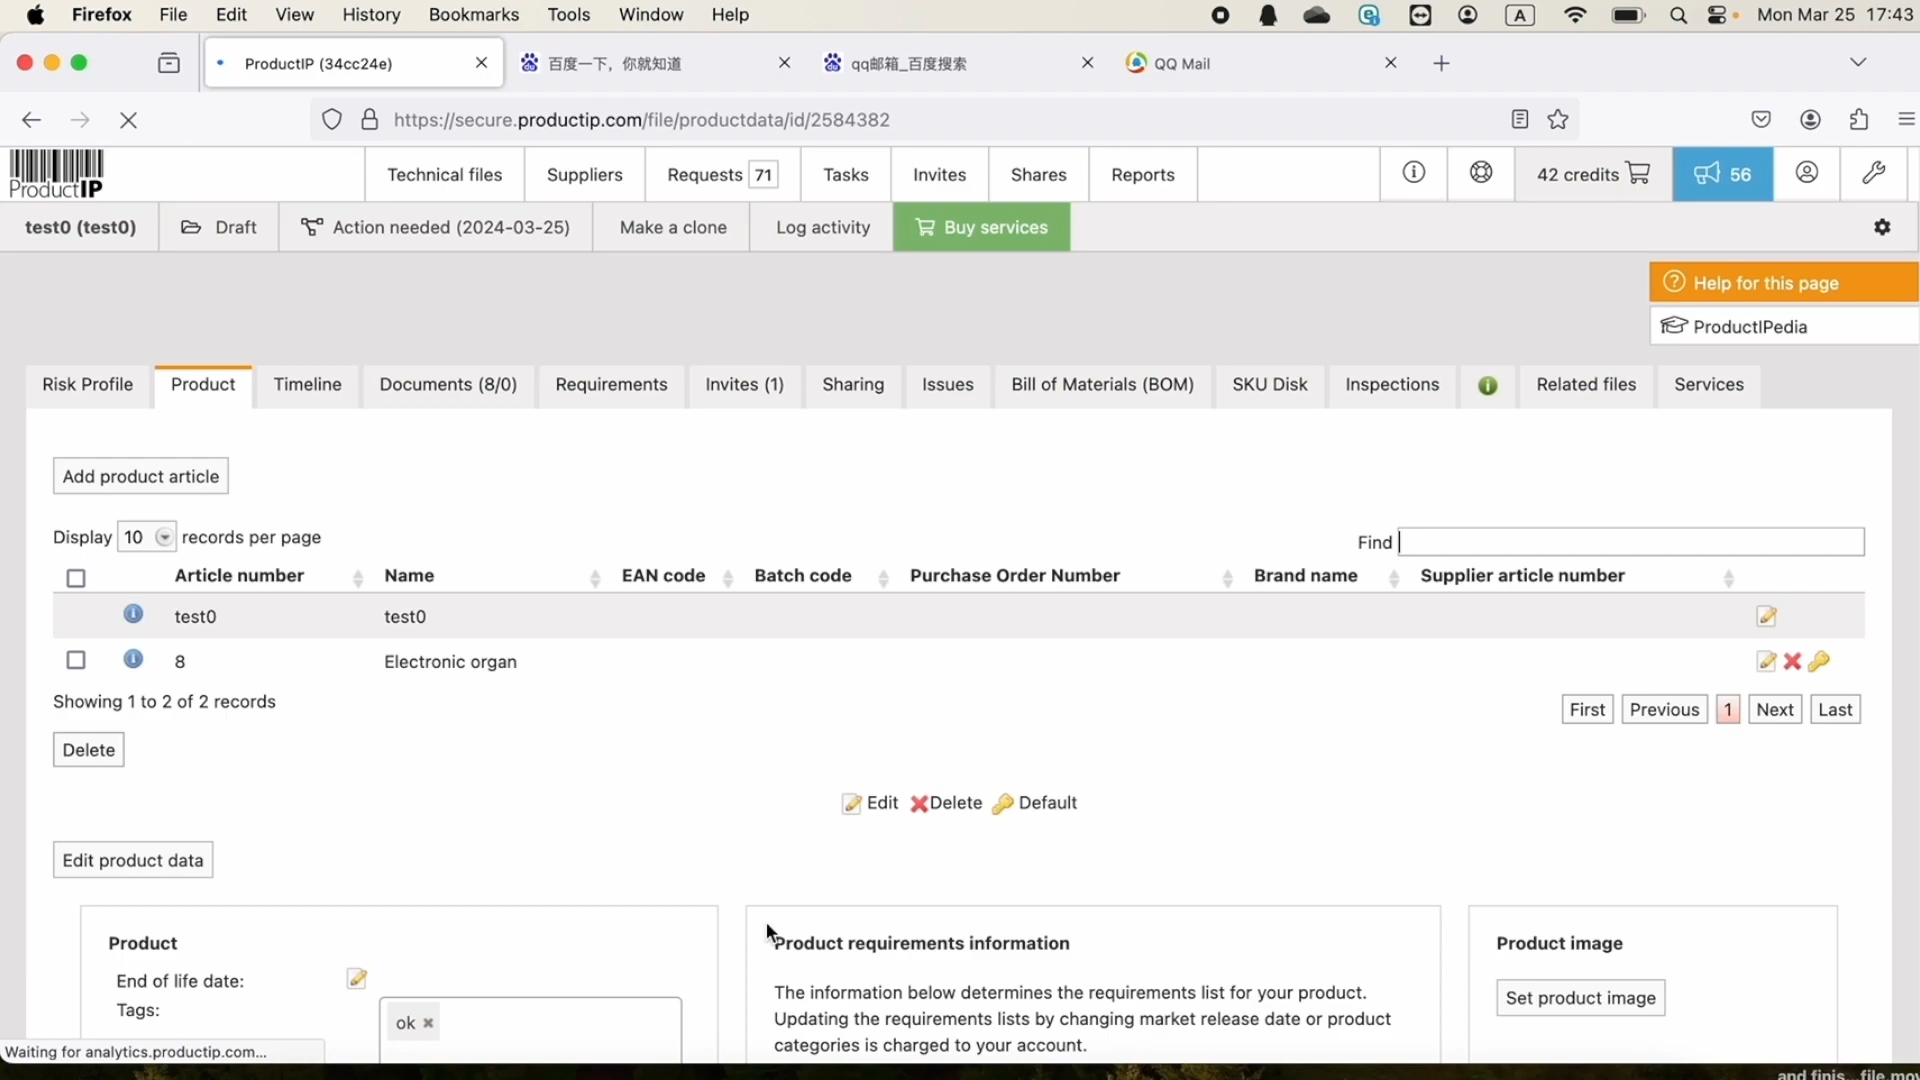 Firefox File Edit View History Bookmarks Tools Window Help A Mon Mar 25 17:43
ProductIP (34cc24e) 百度一下，你就知道 qq邮箱_百度搜索 QQ Mail
https://secure.productip.com/file/productdata/id/2584382
ProductIP Technical files Suppliers Requests 71 Tasks Invites Shares Reports 42 credits 56
test0 (test0) Draft Action needed (2024-03-25) Make a clone Log activity Buy services
Help for this page
ProductIPedia
Risk Profile Product Timeline Documents (8/0) Requirements Invites (1) Sharing Issues Bill of Materials (BOM) SKU Disk Inspections Related files Services
Add product article
Display 10 records per page Find
Article number Name EAN code Batch code Purchase Order Number Brand name Supplier article number
test0 test0
8 Electronic organ
Showing 1 to 2 of 2 records First Previous 1 Next Last
Delete
Edit Delete Default
Edit product data
Product Product requirements information Product image
End of life date:
Tags: ok
The information below determines the requirements list for your product.
Updating the requirements lists by changing market release date or product
categories is charged to your account.
Set product image
Waiting for analytics.productip.com...
and finis...file.mov